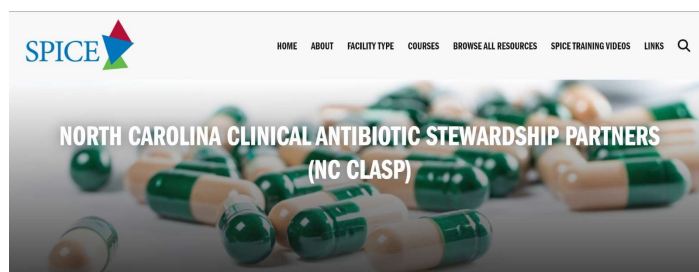 SPICE
HOME ABOUT FACILITY TYPE COURSES BROWSE ALL RESOURCES SPICE TRAINING VIDEOS LINKS
NORTH CAROLINA CLINICAL ANTIBIOTIC STEWARDSHIP PARTNERS
(NC CLASP)